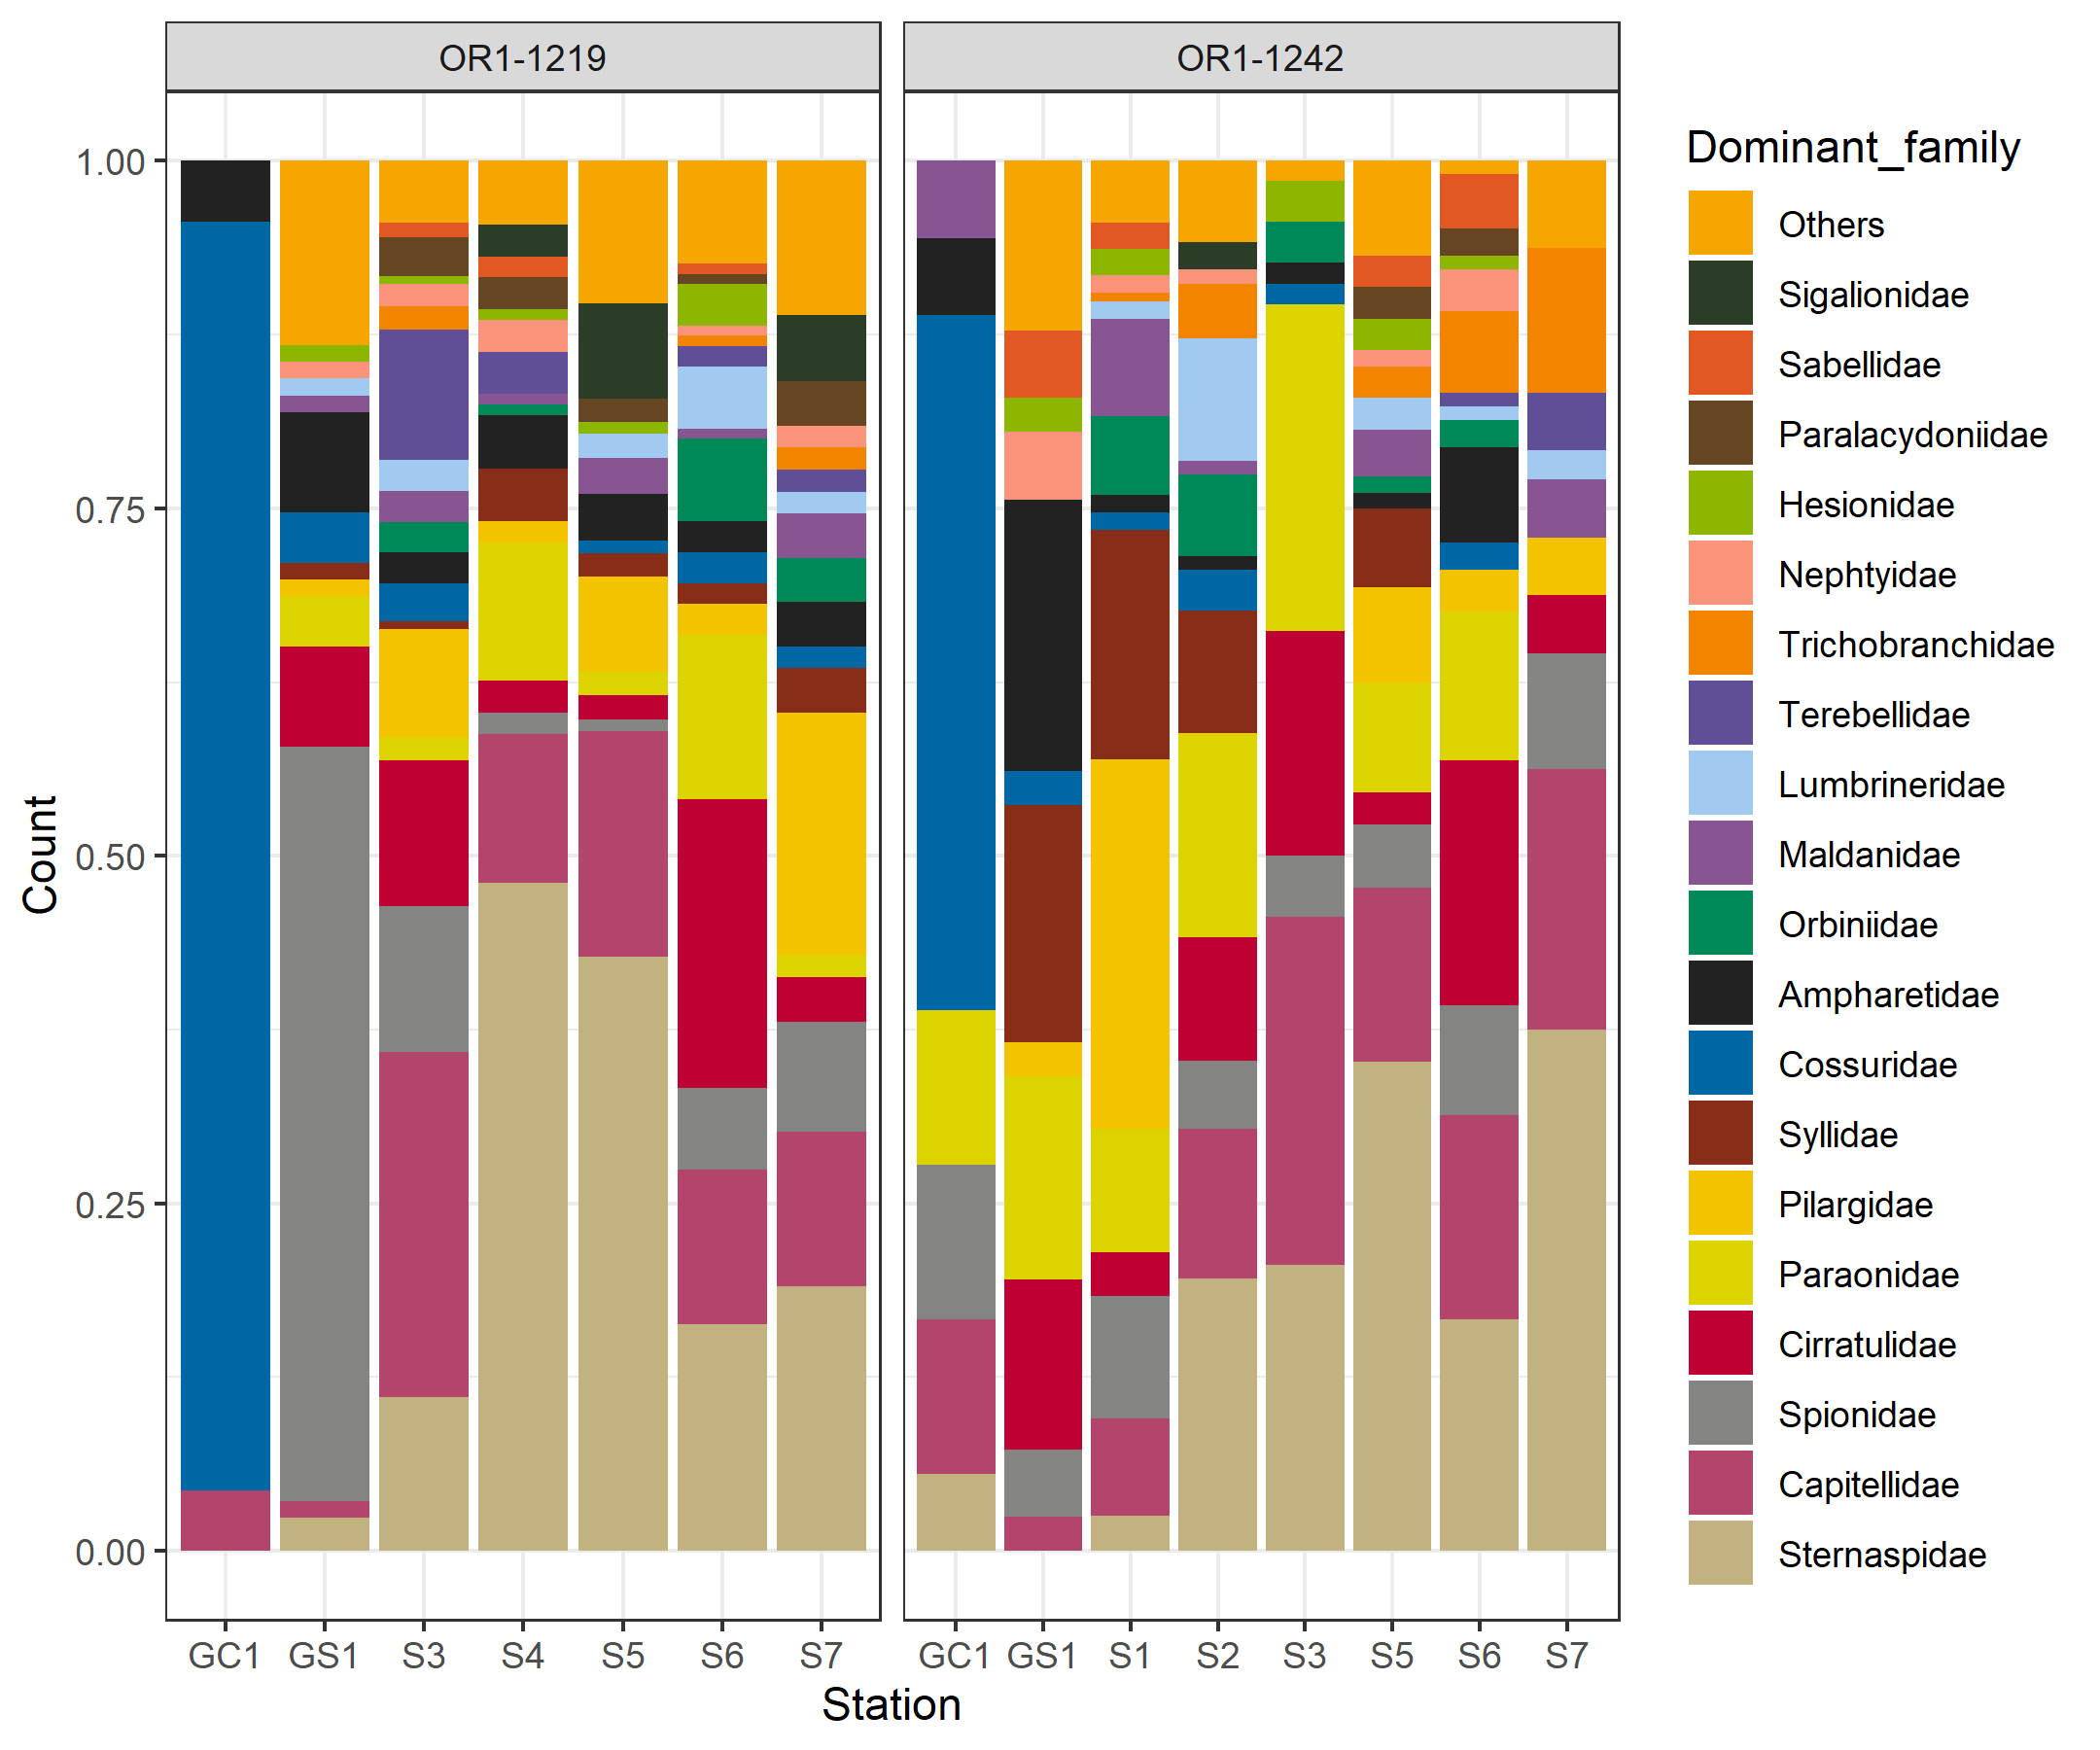 OR1-1219
OR1-1242
1.00
0.75
0.50
0.25
0.00
Count
GC1 GS1 S3 S4 S5 S6 S7
GC1 GS1 S1 S2 S3 S5 S6 S7
Station
Dominant_family
Others
Sigalionidae
Sabellidae
Paralacydoniidae
Hesionidae
Nephtyidae
Trichobranchidae
Terebellidae
Lumbrineridae
Maldanidae
Orbiniidae
Ampharetidae
Cossuridae
Syllidae
Pilargidae
Paraonidae
Cirratulidae
Spionidae
Capitellidae
Sternaspidae